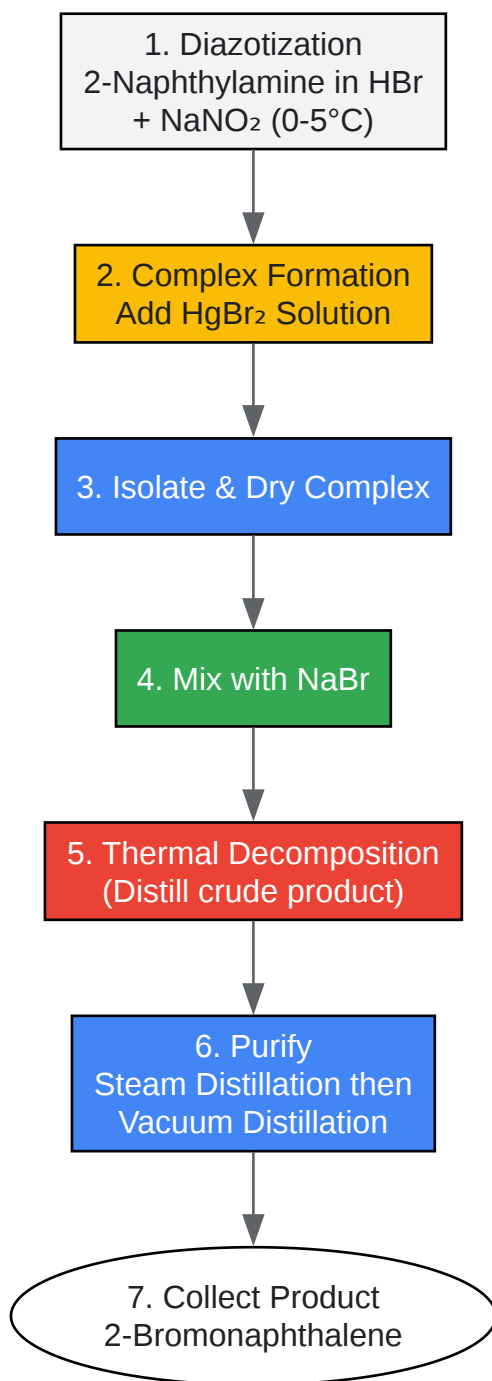 1. Diazotization
2-Naphthylamine in HBr
+ NaNO₂ (0-5°C)
2. Complex Formation
Add HgBr₂ Solution
3. Isolate & Dry Complex
4. Mix with NaBr
5. Thermal Decomposition
(Distill crude product)
6. Purify
Steam Distillation then
Vacuum Distillation
7. Collect Product
2-Bromonaphthalene